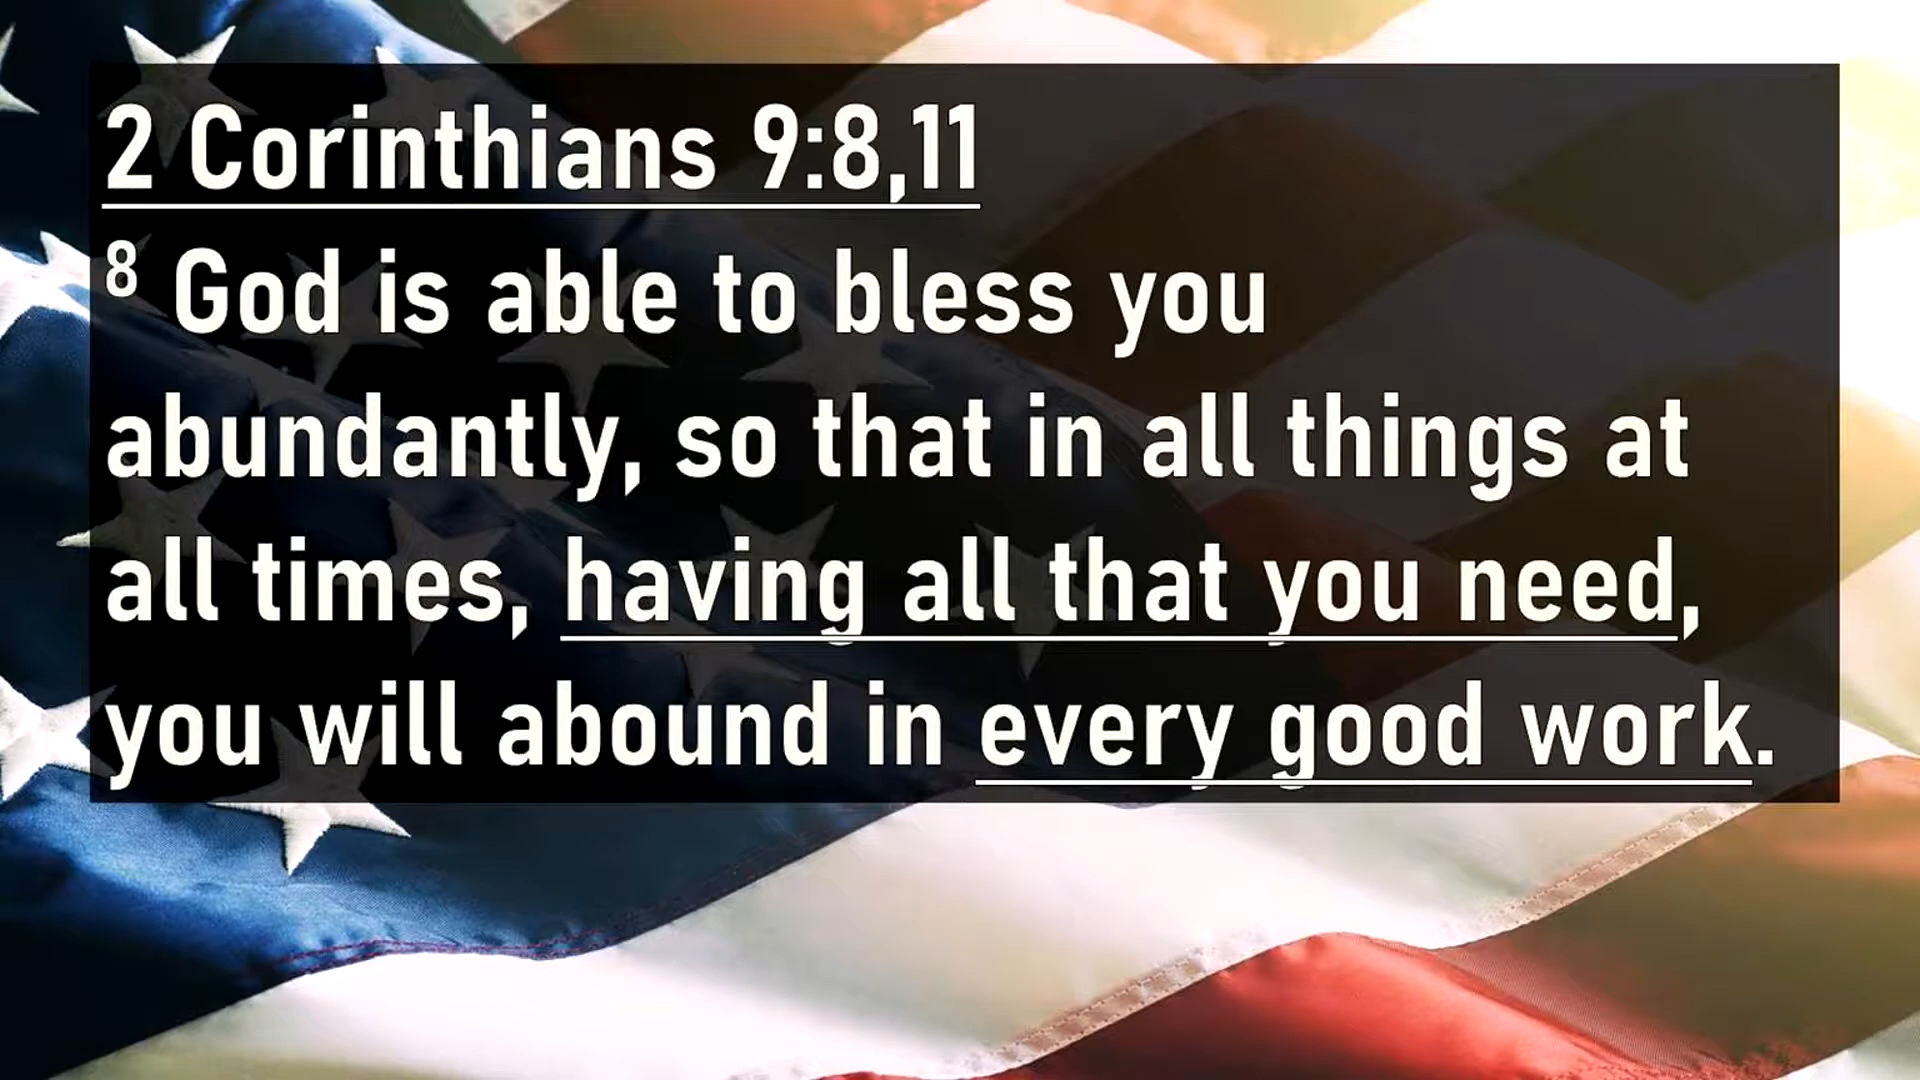 2 Corinthians 9:8,11
8 God is able to bless you
abundantly, so that in all things at
all times, having all that you need,
you will abound in every good work.